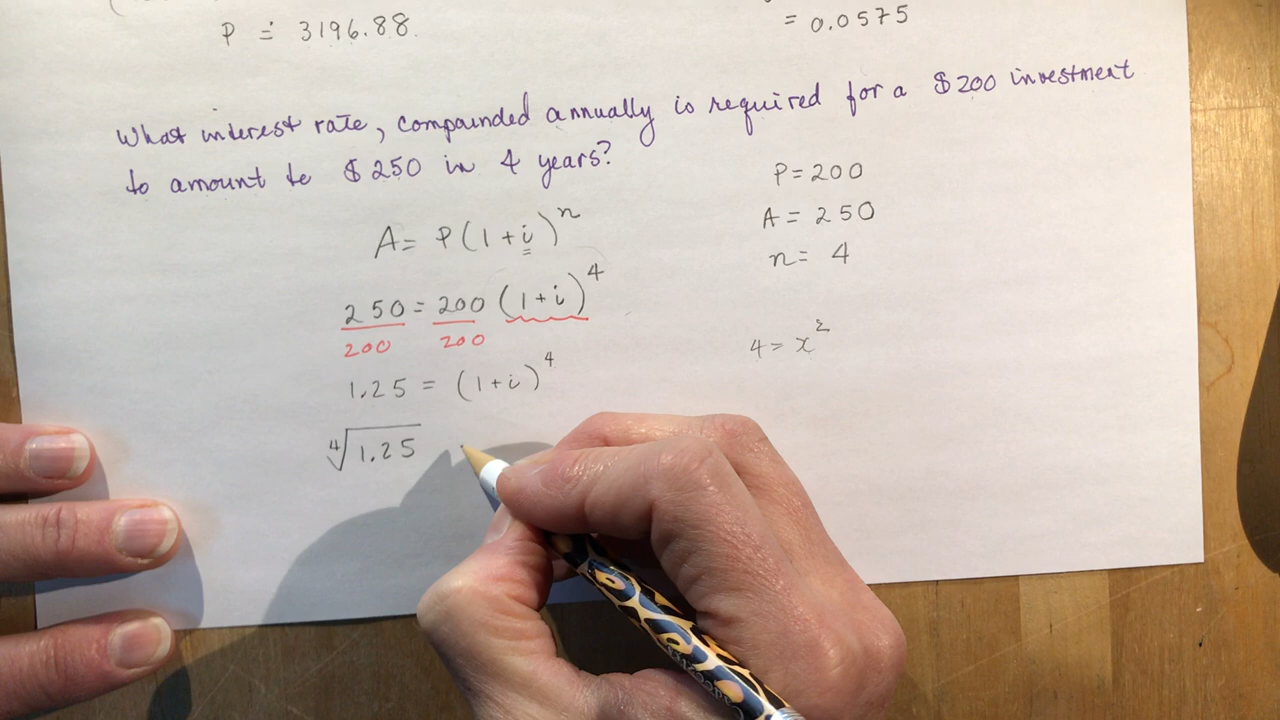 P ≐ 3196.88
= 0.0575
What interest rate, compounded annually is required for a $200 investment
to amount to $250 in 4 years?
P = 200
A = P(1+i)^n
A = 250
n = 4
250 = 200 (1+i)^4
200 200
4 = x^2
1.25 = (1+i)^4
∜1.25